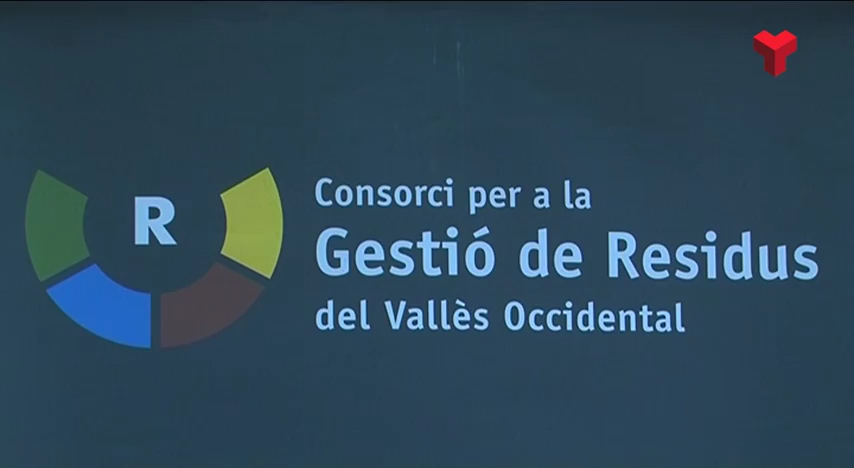 R
Consorci per a la
Gestió de Residus
del Vallès Occidental